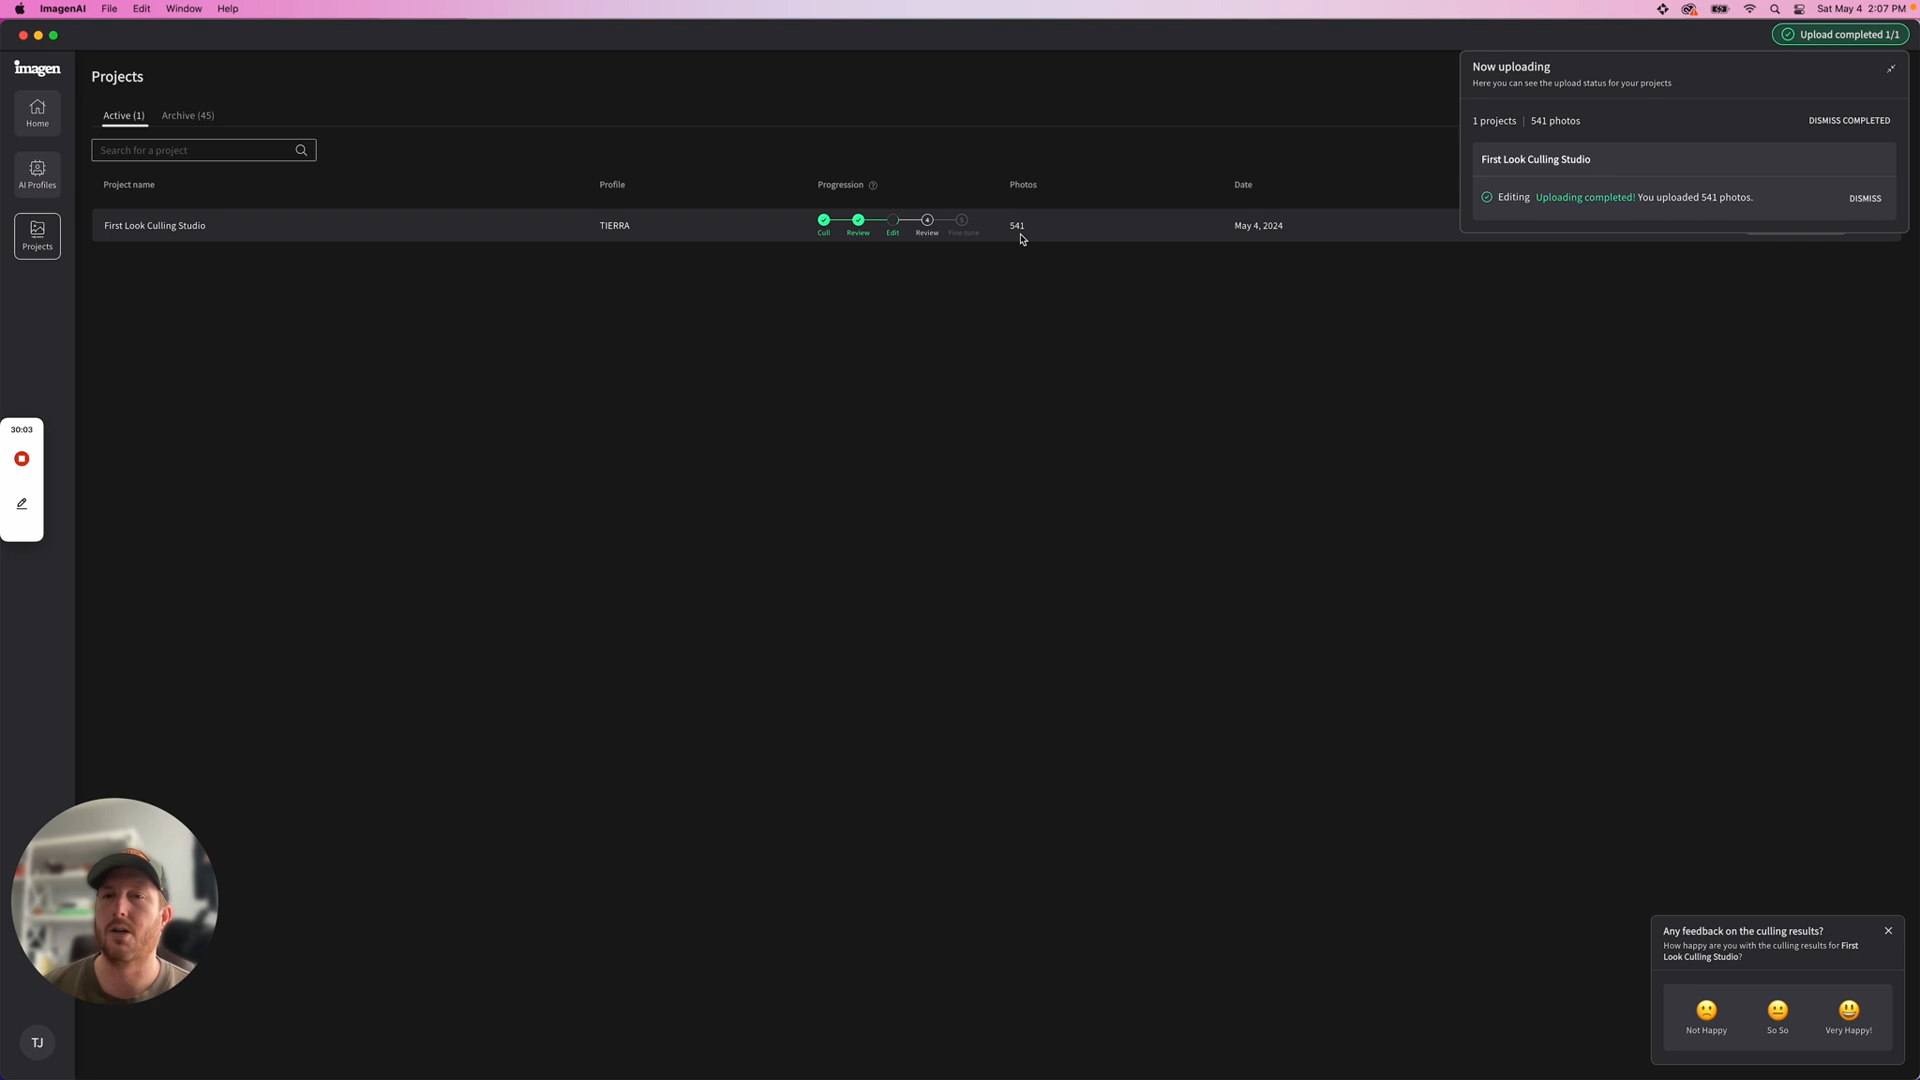 ImagenAI File Edit Window Help
Sat May 4 2:07 PM
Upload completed 1/1
imagen
Home
AI Profiles
Projects
Projects
Active (1) Archive (45)
Search for a project
Project name Profile Progression ? Photos Date
First Look Culling Studio TIERRA 541 May 4, 2024
4 5
Cull Review Edit Review Fine-tune
Now uploading
Here you can see the upload status for your projects
1 projects | 541 photos DISMISS COMPLETED
First Look Culling Studio
Editing Uploading completed! You uploaded 541 photos. DISMISS
30:03
Any feedback on the culling results?
How happy are you with the culling results for First
Look Culling Studio?
Not Happy So So Very Happy!
TJ